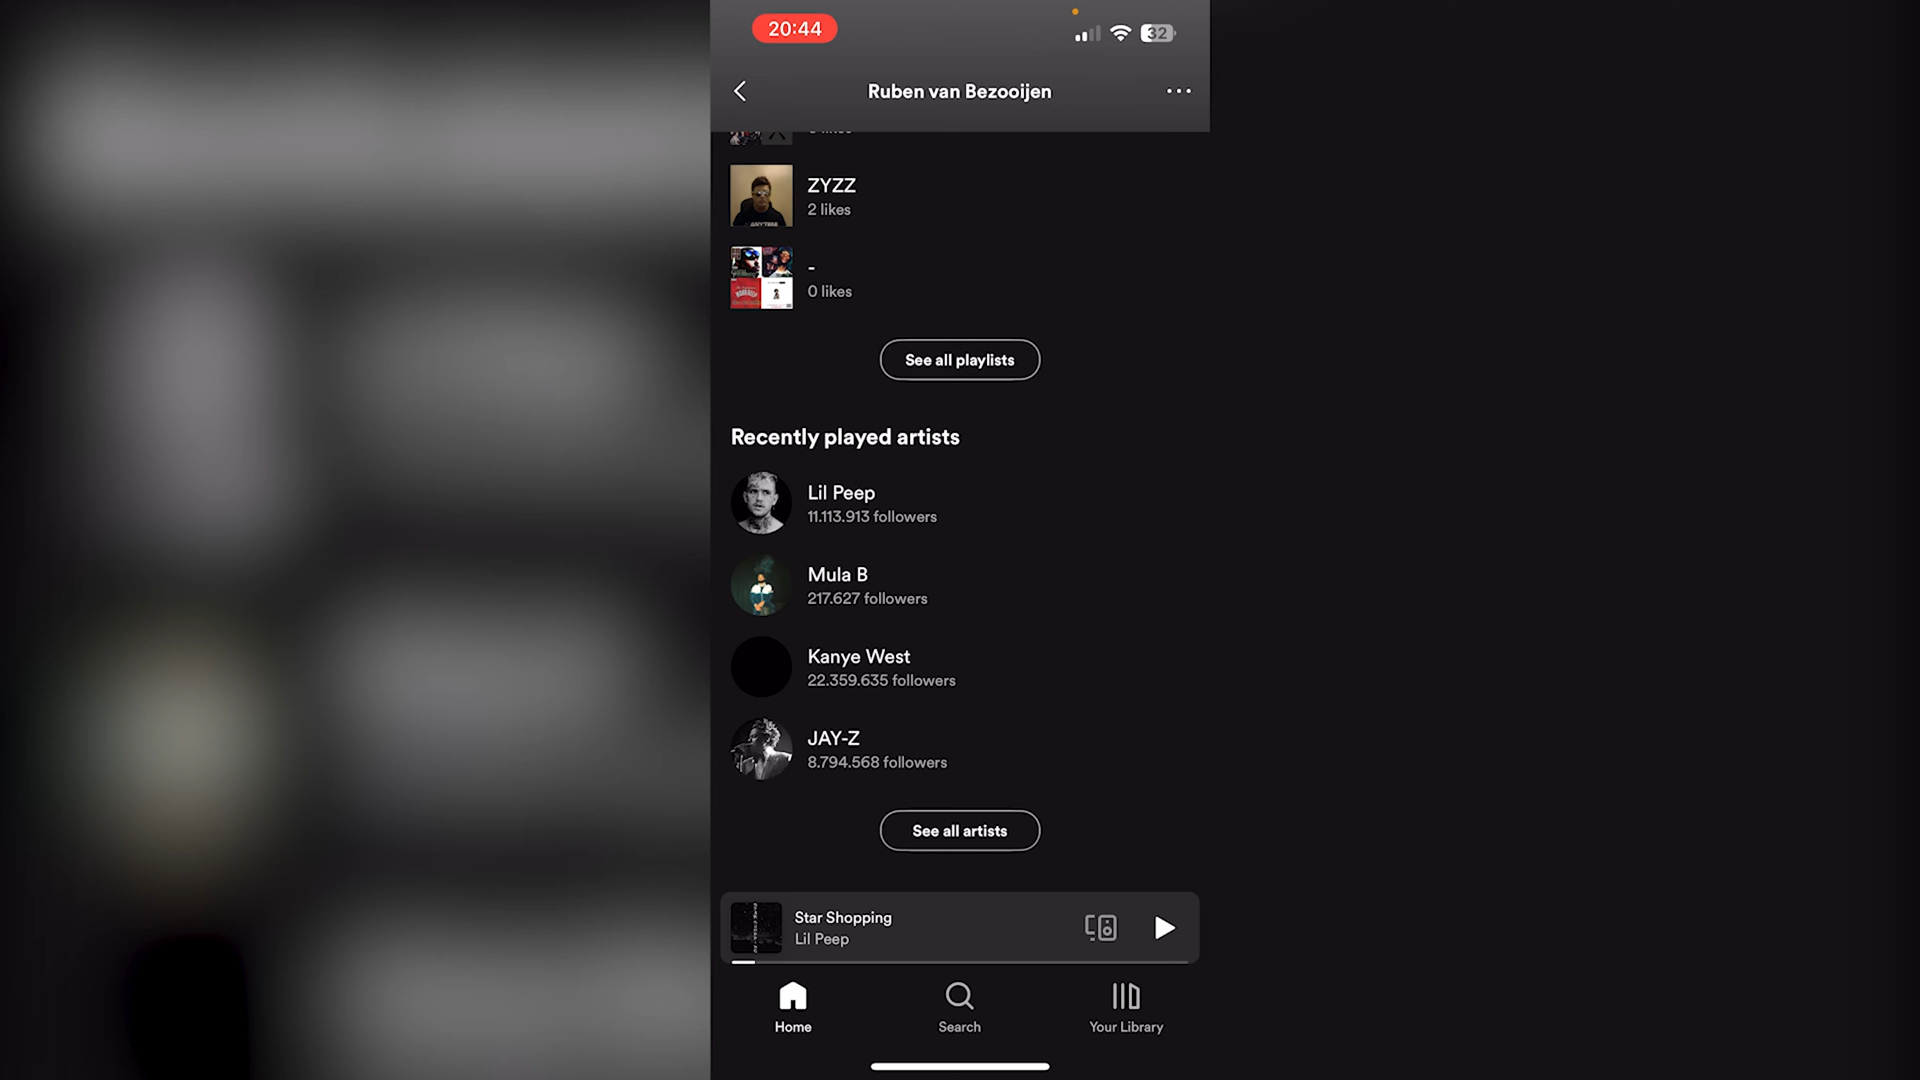 20:44
32
Ruben van Bezooijen
ZYZZ
2 likes
-
0 likes
See all playlists
Recently played artists
Lil Peep
11.113.913 followers
Mula B
217.627 followers
Kanye West
22.359.635 followers
JAY-Z
8.794.568 followers
See all artists
Star Shopping
Lil Peep
Home
Search
Your Library